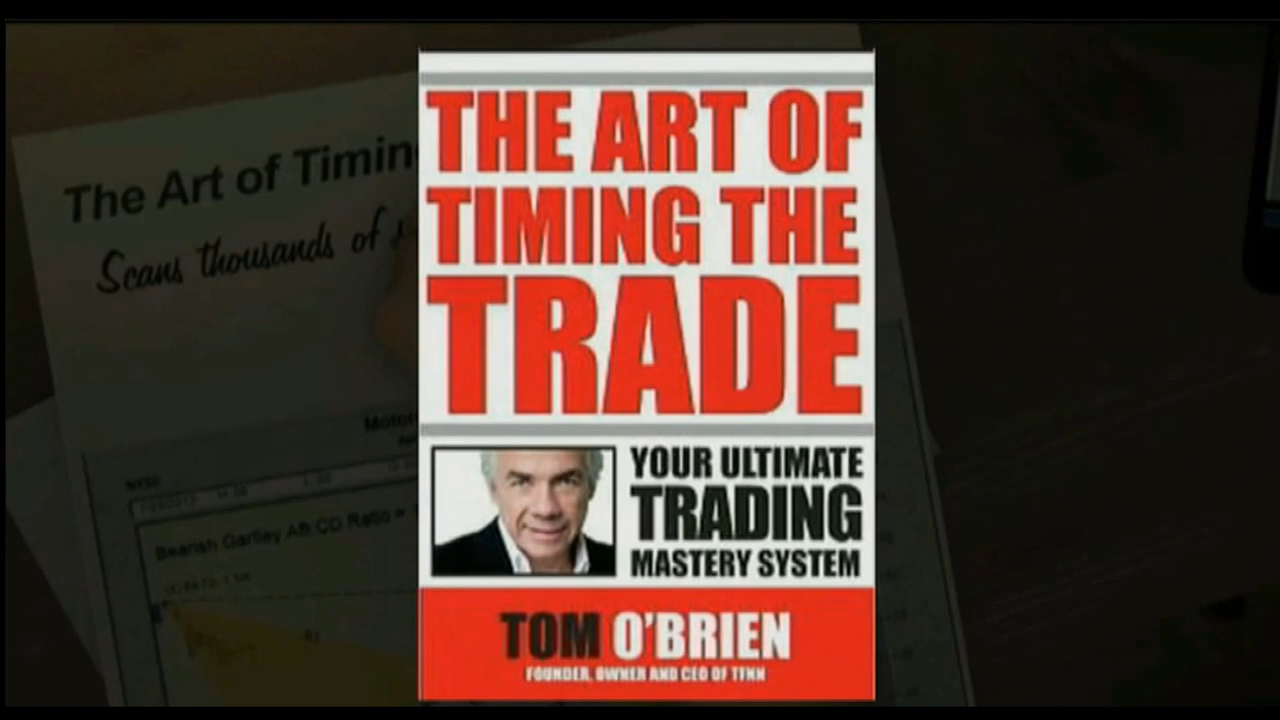 THE ART OF
TIMING THE
TRADE
YOUR ULTIMATE
TRADING
MASTERY SYSTEM
TOM O'BRIEN
FOUNDER, OWNER AND CEO OF TFNN
The Art of Timing
Scans thousands of
Bearish Gartley AB:CD Ratio =